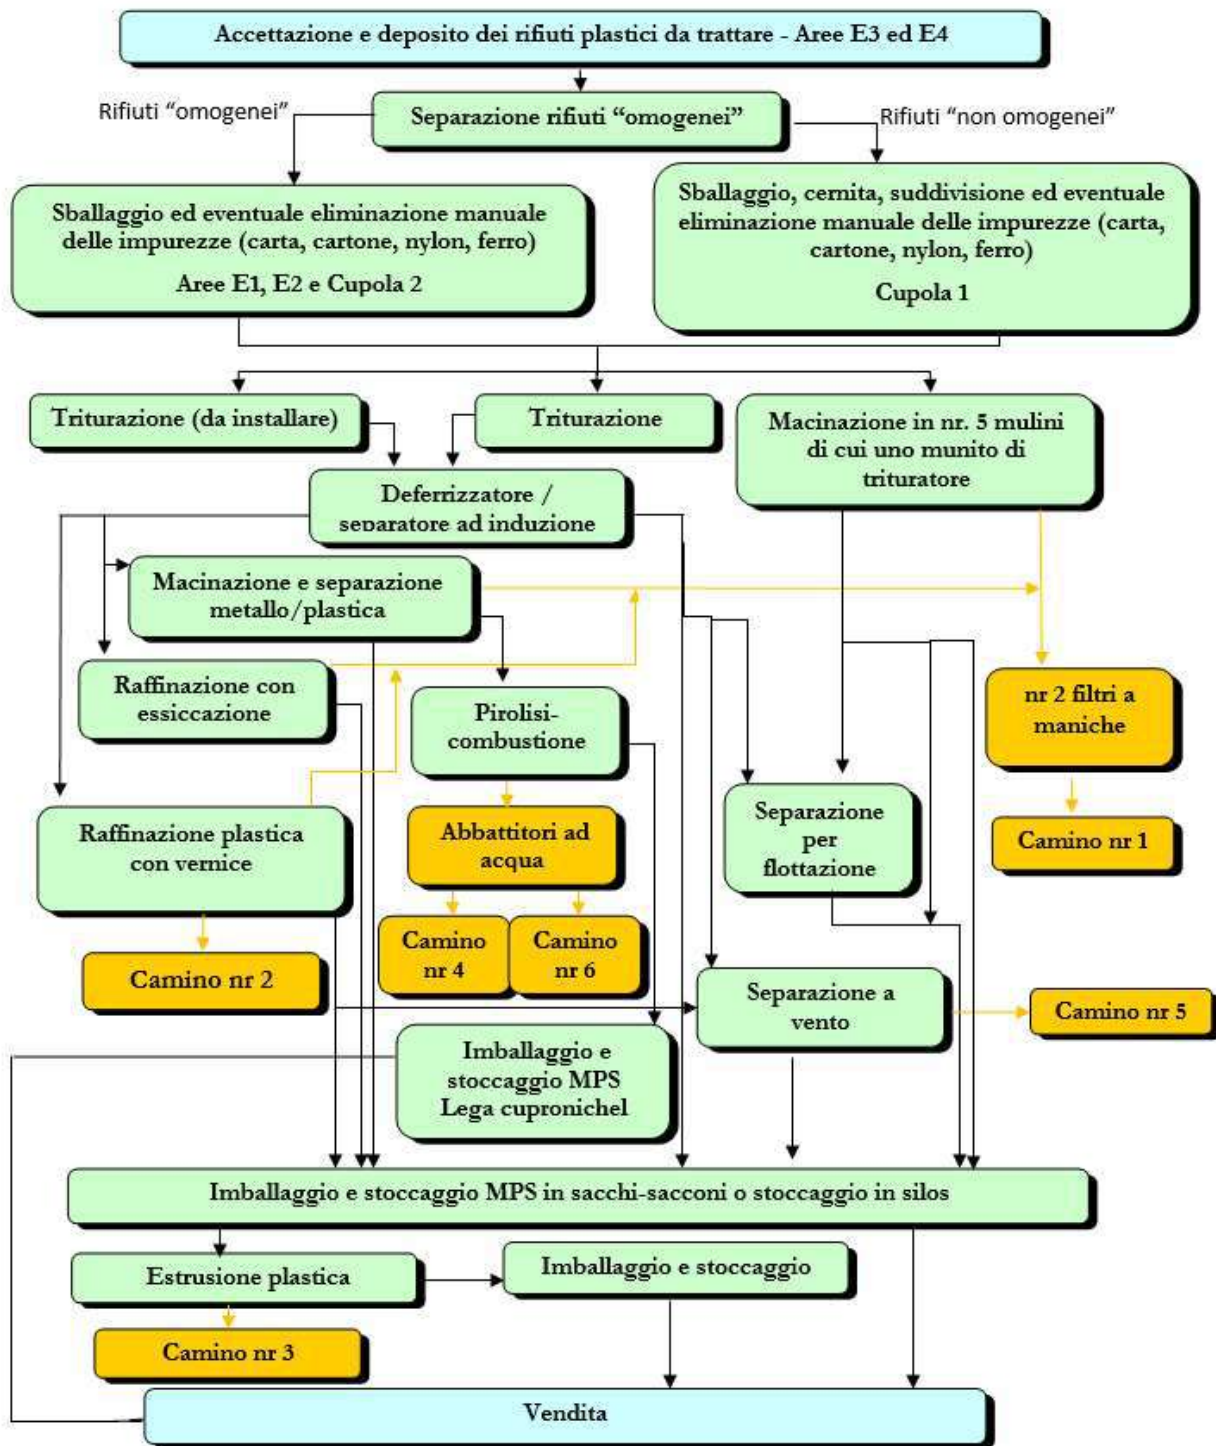 Accettazione e deposito dei rifiuti plastici da trattare - Aree E3 ed E4
Rifiuti “omogenei”
Separazione rifiuti “omogenei”
Rifiuti “non omogenei”
Sballaggio ed eventuale eliminazione manuale
delle impurezze (carta, cartone, nylon, ferro)
Aree E1, E2 e Cupola 2
Sballaggio, cernita, suddivisione ed eventuale
eliminazione manuale delle impurezze (carta,
cartone, nylon, ferro)
Cupola 1
Triturazione (da installare)
Triturazione
Macinazione in nr. 5 mulini
di cui uno munito di
trituratore
Deferrizzatore /
separatore ad induzione
Macinazione e separazione
metallo/plastica
Raffinazione con
essiccazione
Pirolisi-
combustione
nr 2 filtri a
maniche
Raffinazione plastica
con vernice
Abbattitori ad
acqua
Separazione
per
flottazione
Camino nr 1
Camino
nr 4
Camino
nr 6
Camino nr 2
Separazione a
vento
Camino nr 5
Imballaggio e
stoccaggio MPS
Lega cupronichel
Imballaggio e stoccaggio MPS in sacchi-sacconi o stoccaggio in silos
Estrusione plastica
Imballaggio e stoccaggio
Camino nr 3
Vendita